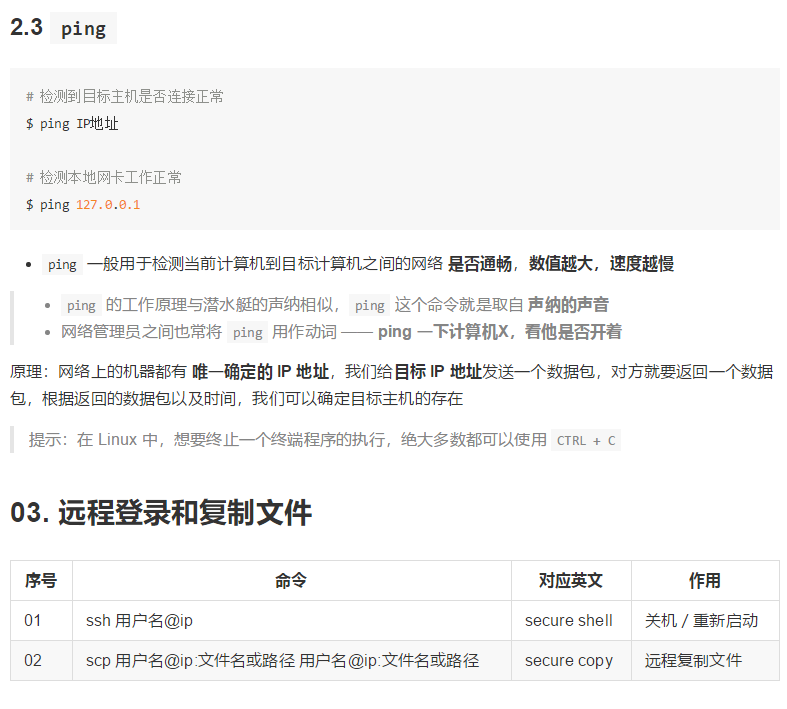 2.3 ping
# 检测到目标主机是否连接正常
$ ping IP地址
# 检测本地网卡工作正常
$ ping 127.0.0.1
• ping 一般用于检测当前计算机到目标计算机之间的网络 是否通畅，数值越大，速度越慢
• ping 的工作原理与潜水艇的声纳相似，ping 这个命令就是取自 声纳的声音
• 网络管理员之间也常将 ping 用作动词 —— ping 一下计算机X，看他是否开着
原理：网络上的机器都有 唯一确定的 IP 地址，我们给目标 IP 地址发送一个数据包，对方就要返回一个数据
包，根据返回的数据包以及时间，我们可以确定目标主机的存在
提示：在 Linux 中，想要终止一个终端程序的执行，绝大多数都可以使用 CTRL + C
03. 远程登录和复制文件
序号 命令 对应英文 作用
01 ssh 用户名@ip secure shell 关机 / 重新启动
02 scp 用户名@ip:文件名或路径 用户名@ip:文件名或路径 secure copy 远程复制文件